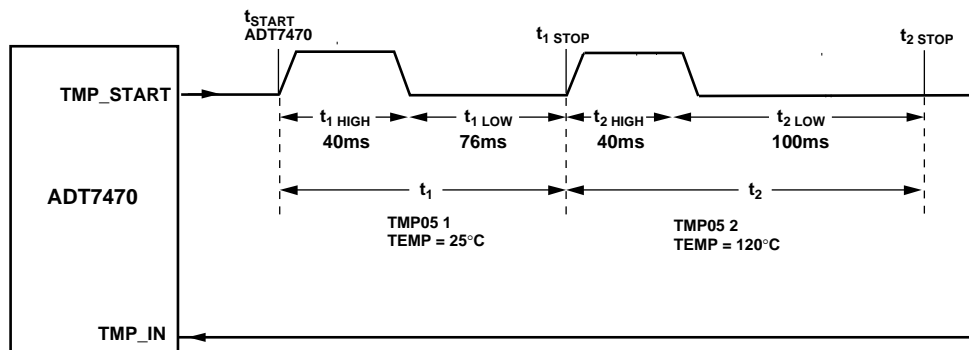 tSTART
ADT7470
t1 STOP
t2 STOP
TMP_START
t1 HIGH
40ms
t1 LOW
76ms
t2 HIGH
40ms
t2 LOW
100ms
ADT7470
t1
t2
TMP05 1
TEMP = 25°C
TMP05 2
TEMP = 120°C
TMP_IN